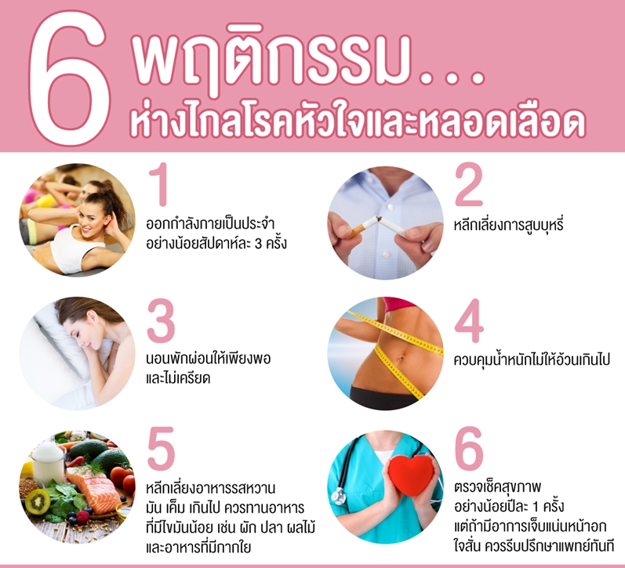 6 พฤติกรรม...
ห่างไกลโรคหัวใจและหลอดเลือด
1
ออกกำลังกายเป็นประจำ
อย่างน้อยสัปดาห์ละ 3 ครั้ง
2
หลีกเลี่ยงการสูบบุหรี่
3
นอนพักผ่อนให้เพียงพอ
และไม่เครียด
4
ควบคุมน้ำหนักไม่ให้อ้วนเกินไป
5
หลีกเลี่ยงอาหารรสหวาน
มัน เค็ม เกินไป ควรทานอาหาร
ที่มีไขมันน้อย เช่น ผัก ปลา ผลไม้
และอาหารที่มีกากใย
6
ตรวจเช็คสุขภาพ
อย่างน้อยปีละ 1 ครั้ง
แต่ถ้ามีอาการเจ็บแน่นหน้าอก
ใจสั่น ควรรีบปรึกษาแพทย์ทันที